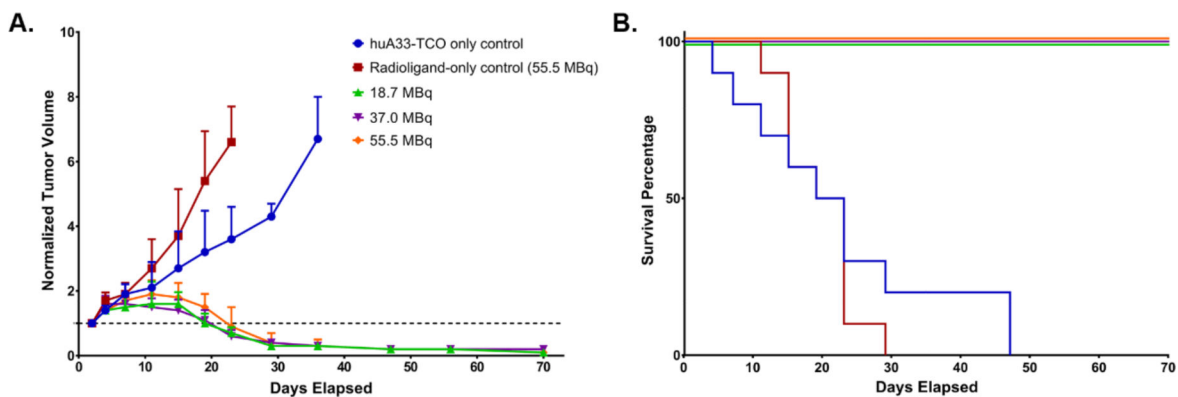 A.
10
8
6
4
2
0
Normalized Tumor Volume
0 10 20 30 40 50 60 70
Days Elapsed
huA33-TCO only control
Radioligand-only control (55.5 MBq)
18.7 MBq
37.0 MBq
55.5 MBq
B.
100
50
0
Survival Percentage
0 10 20 30 40 50 60 70
Days Elapsed